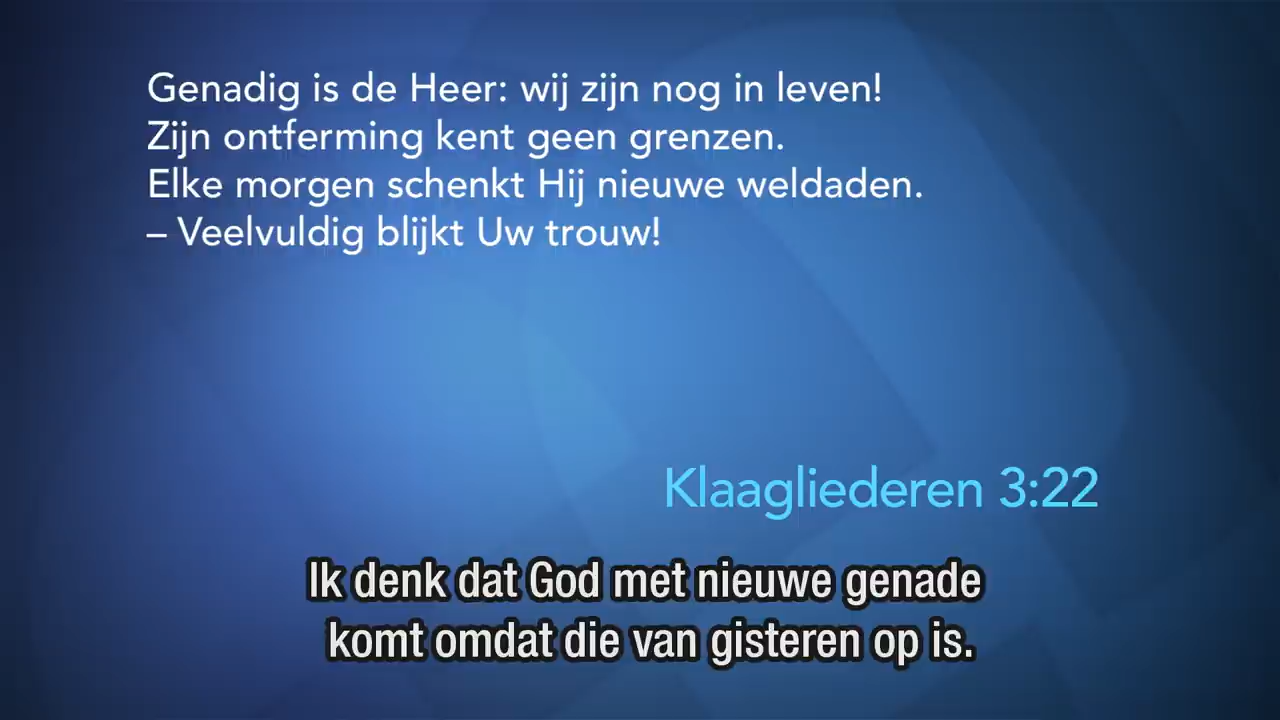 Genadig is de Heer: wij zijn nog in leven!
Zijn ontferming kent geen grenzen.
Elke morgen schenkt Hij nieuwe weldaden.
– Veelvuldig blijkt Uw trouw!
Klaagliederen 3:22
Ik denk dat God met nieuwe genade
komt omdat die van gisteren op is.